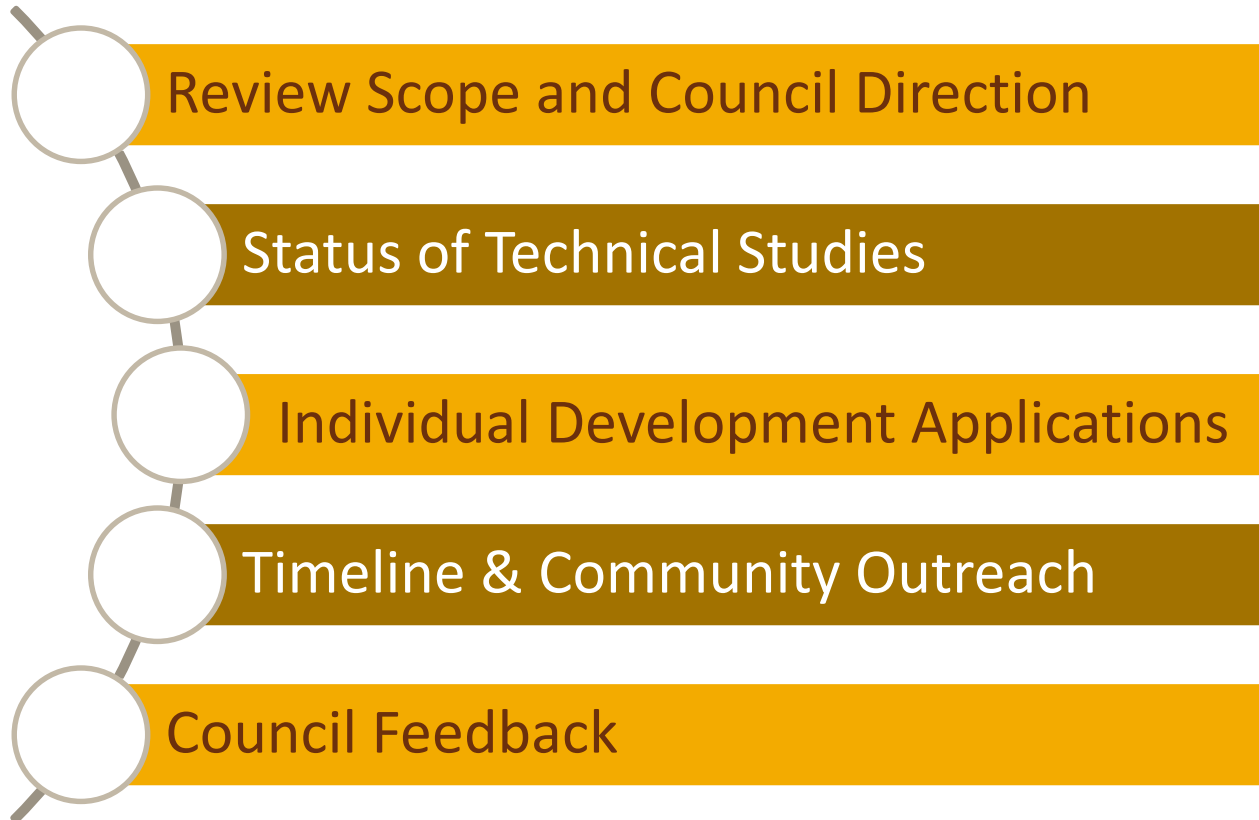 Review Scope and Council Direction
Status of Technical Studies
Individual Development Applications
Timeline & Community Outreach
Council Feedback